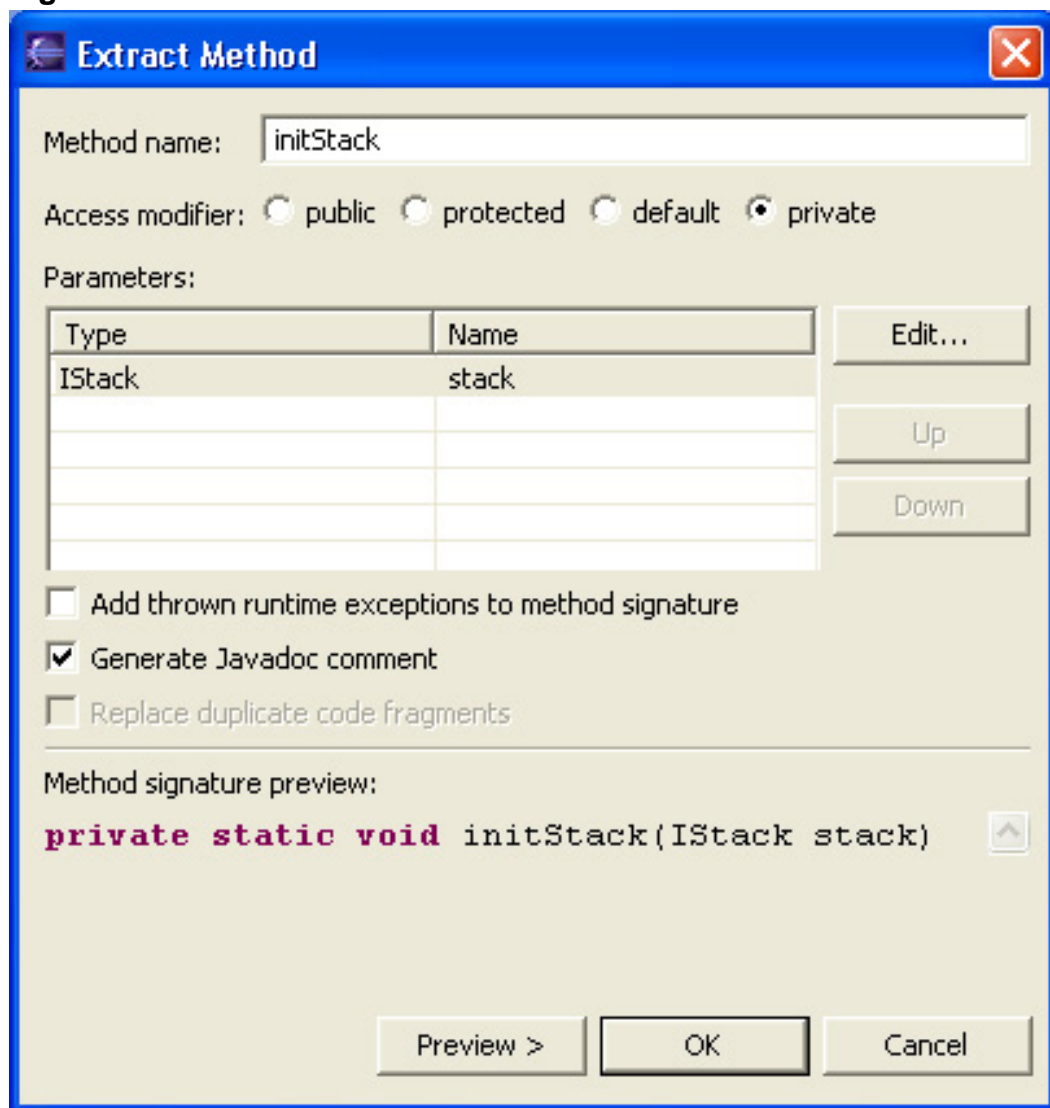 Extract Method
Method name: initStack
Access modifier: public protected default private
Parameters:
Type Name Edit...
IStack stack
Up
Down
Add thrown runtime exceptions to method signature
Generate Javadoc comment
Replace duplicate code fragments
Method signature preview:
private static void initStack(IStack stack)
Preview > OK Cancel